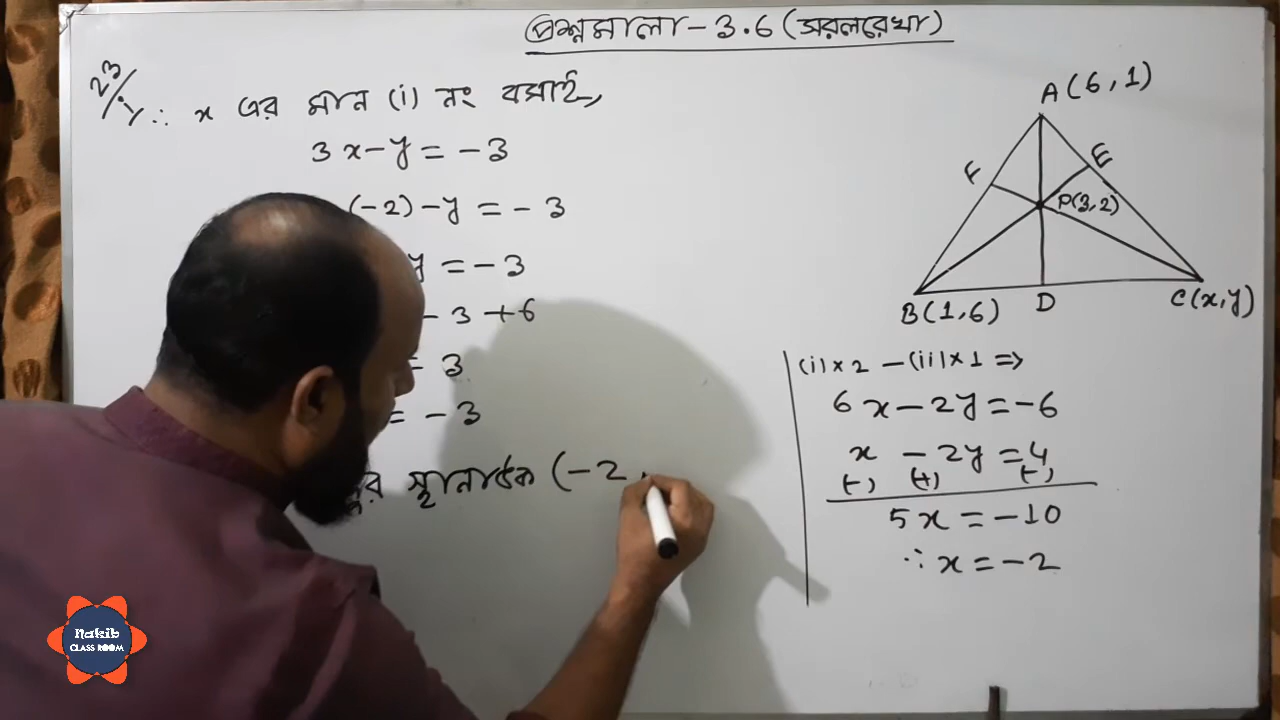 প্রশ্নমালা - 3.6 (সরলরেখা)
23/i
∴ x এর মান (i) নং বসাই,
3x - y = -3
(-2) - y = -3
y = -3
- 3 + 6
= 3
= -3
স্থানাঙ্ক (-2,
A(6, 1)
F
E
P(3, 2)
B(1, 6)
D
C(x, y)
(i) × 2 - (ii) × 1 =>
6x - 2y = -6
x - 2y = 4
(-) (+) (-)
5x = -10
∴ x = -2
Nakib
CLASS ROOM